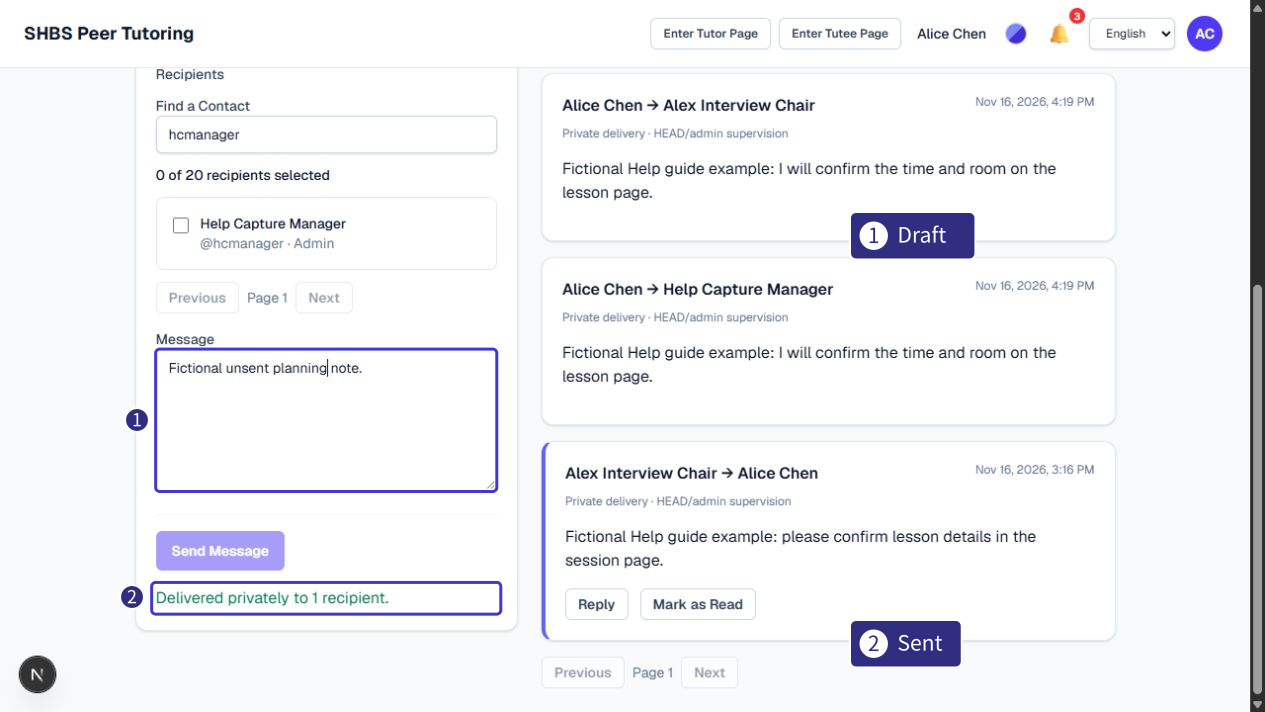 SHBS Peer Tutoring
Enter Tutor Page
Enter Tutee Page
Alice Chen
3
English
AC
Recipients
Find a Contact
hcmanager
0 of 20 recipients selected
Help Capture Manager
@hcmanager · Admin
Previous
Page 1
Next
Message
Fictional unsent planning note.
1
Send Message
2
Delivered privately to 1 recipient.
N
Alice Chen → Alex Interview Chair
Nov 16, 2026, 4:19 PM
Private delivery · HEAD/admin supervision
Fictional Help guide example: I will confirm the time and room on the
lesson page.
1 Draft
Alice Chen → Help Capture Manager
Nov 16, 2026, 4:19 PM
Private delivery · HEAD/admin supervision
Fictional Help guide example: I will confirm the time and room on the
lesson page.
Alex Interview Chair → Alice Chen
Nov 16, 2026, 3:16 PM
Private delivery · HEAD/admin supervision
Fictional Help guide example: please confirm lesson details in the
session page.
Reply
Mark as Read
2 Sent
Previous
Page 1
Next